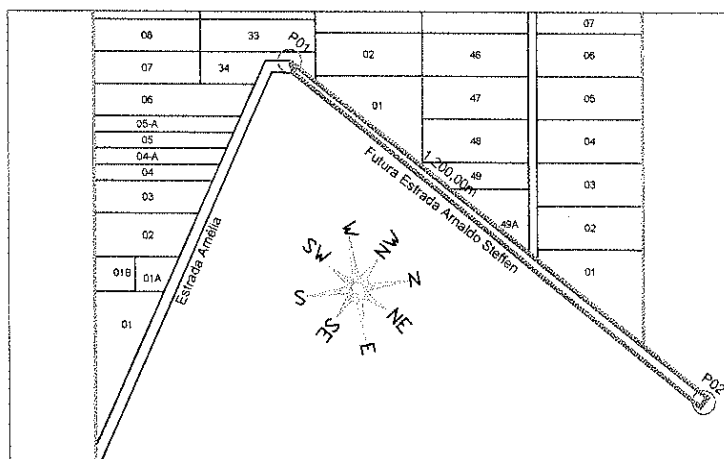 08
33
P01
07
02
46
06
07
34
06
01
47
05
05-A
05
48
04
04-A
04
49
03
03
1.200,00m
Futura Estrada Arnaldo Steffen
49A
02
02
01B
01A
01
01
Estrada Amélia
W
SW
NW
S
N
SE
NE
E
P02